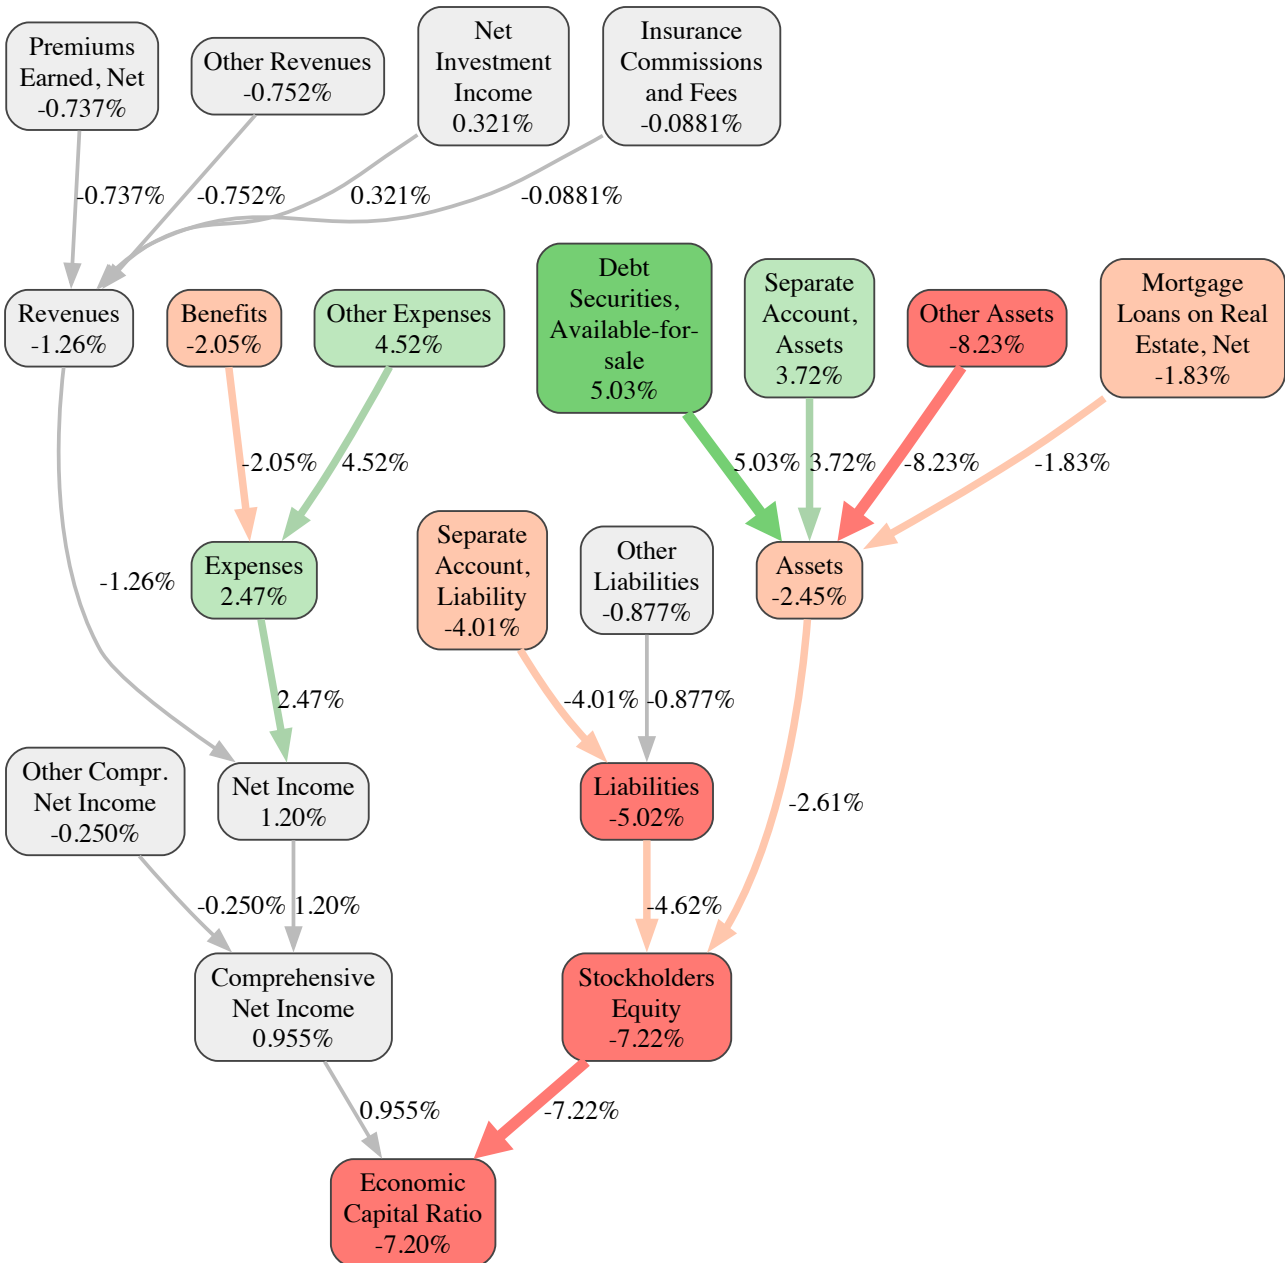 Premiums
Earned, Net
-0.737%
Other Revenues
-0.752%
Net
Investment
Income
0.321%
Insurance
Commissions
and Fees
-0.0881%
-0.737%
-0.752%
0.321%
-0.0881%
Revenues
-1.26%
Benefits
-2.05%
Other Expenses
4.52%
Debt
Securities,
Available-for-
sale
5.03%
Separate
Account,
Assets
3.72%
Other Assets
-8.23%
Mortgage
Loans on Real
Estate, Net
-1.83%
-2.05%
4.52%
5.03%
3.72%
-8.23%
-1.83%
-1.26%
Expenses
2.47%
Separate
Account,
Liability
-4.01%
Other
Liabilities
-0.877%
Assets
-2.45%
2.47%
-4.01%
-0.877%
-2.61%
Other Compr.
Net Income
-0.250%
Net Income
1.20%
Liabilities
-5.02%
-0.250%
1.20%
-4.62%
Comprehensive
Net Income
0.955%
Stockholders
Equity
-7.22%
0.955%
-7.22%
Economic
Capital Ratio
-7.20%